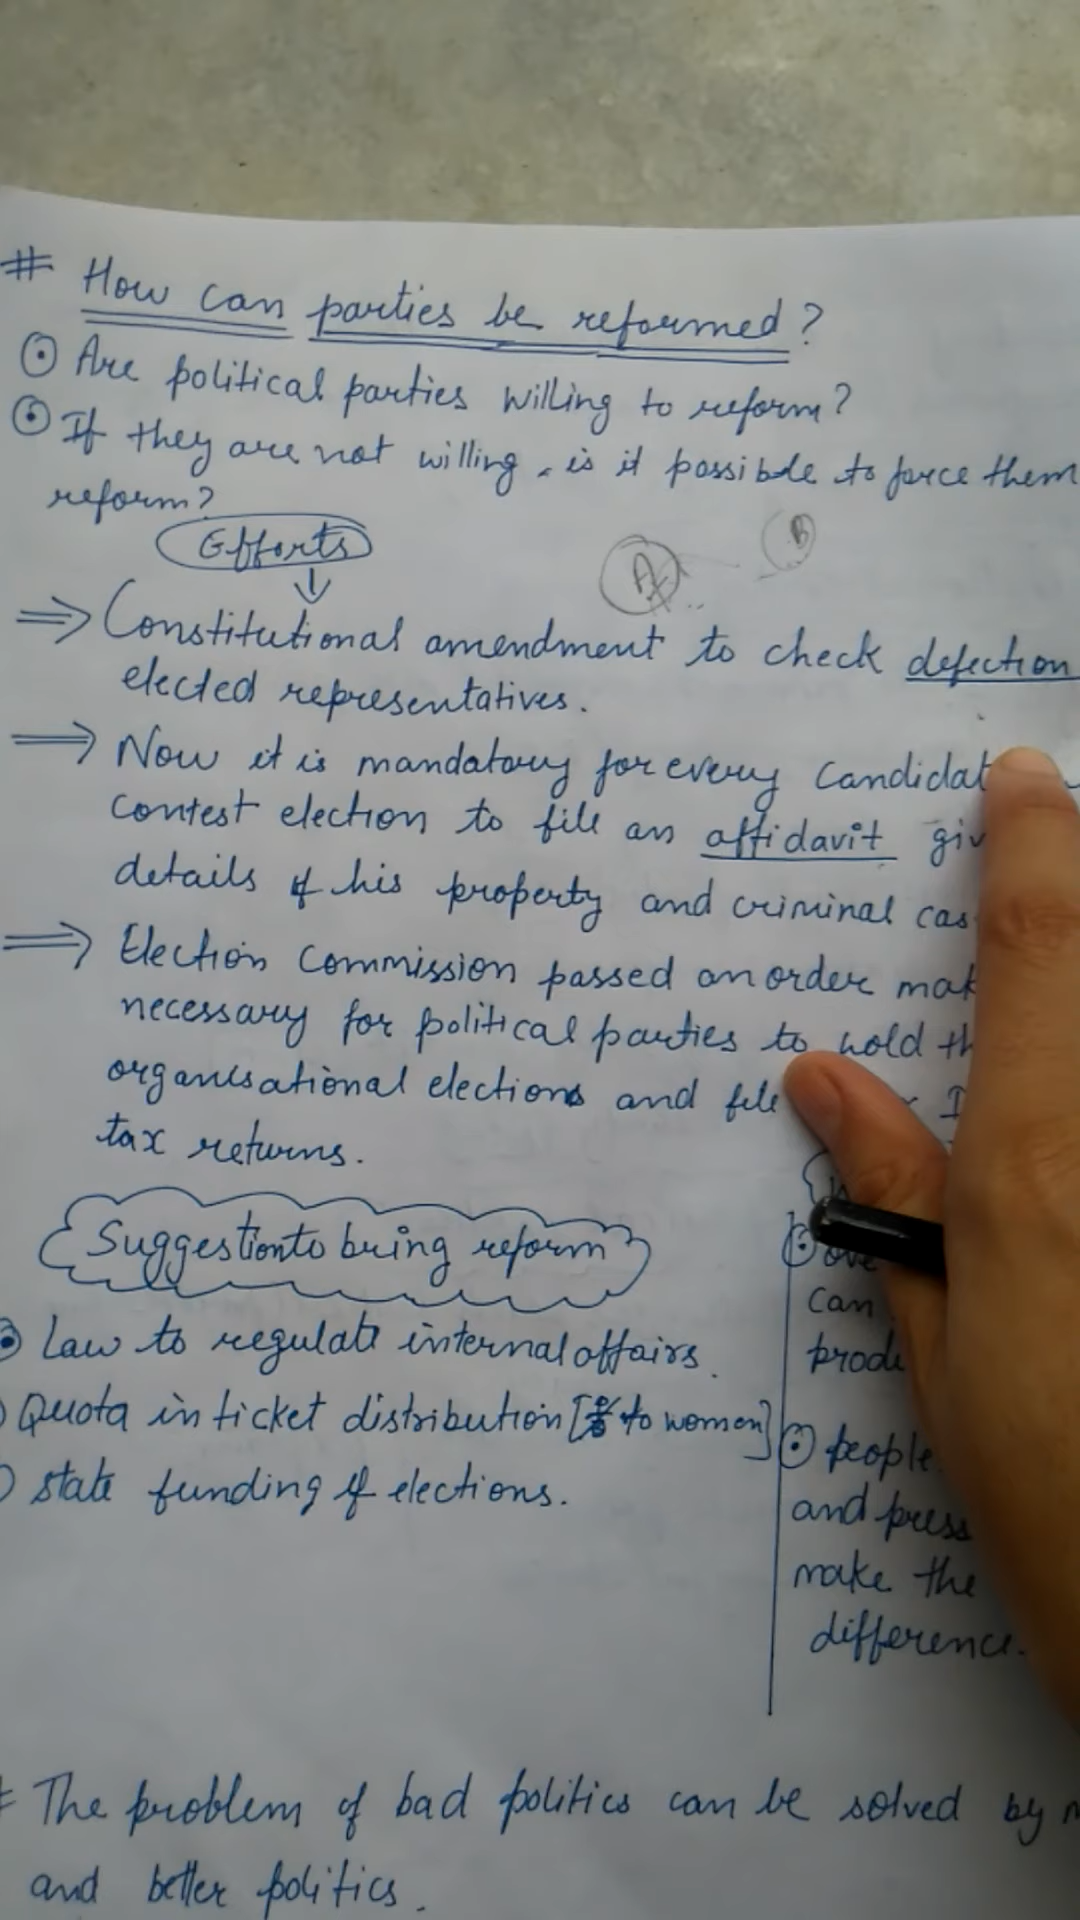 # How can parties be reformed?
Are political parties willing to reform?
If they are not willing, is it possible to force them
reform?
Efforts
A B
Constitutional amendment to check defection
elected representatives.
Now it is mandatory for every Candidat
contest election to file an affidavit giv
details of his property and criminal cas
Election Commission passed an order mak
necessary for political parties to hold th
organisational elections and file I
tax returns.
Suggestion to bring reform
Law to regulate internal affairs.
Quota in ticket distribution [ to women]
State funding of elections.
ove
can
produ
people
and press
make the
difference.
The problem of bad politics can be solved by m
and better politics.